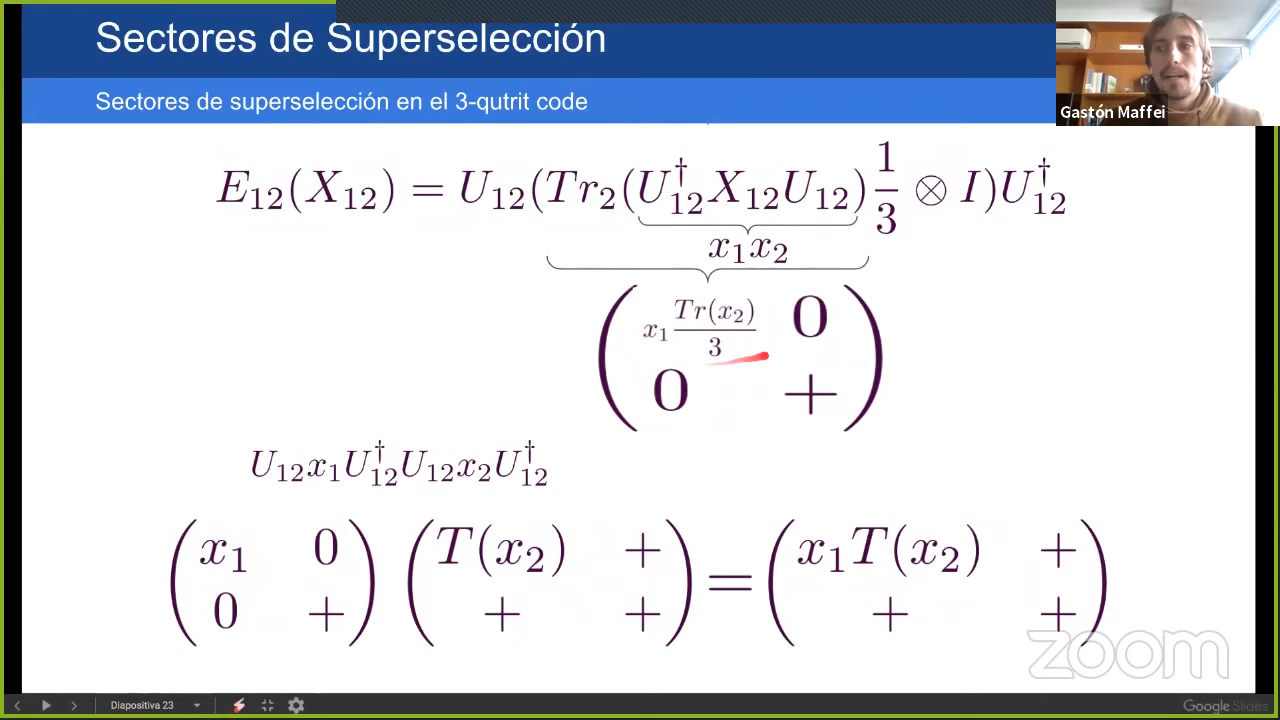 Sectores de Superselección
Sectores de superselección en el 3-qutrit code
Gastón Maffei
E₁₂(X₁₂) = U₁₂(Tr₂(U₁₂†X₁₂U₁₂)1/3 ⊗ I)U₁₂†
x₁x₂
x₁Tr(x₂)/3 0
0 +
U₁₂x₁U₁₂†U₁₂x₂U₁₂†
(x₁ 0) (T(x₂) +) = (x₁T(x₂) +)
(0 +) (+ +) (+ +)
zoom
Diapositiva 23
Google Slides